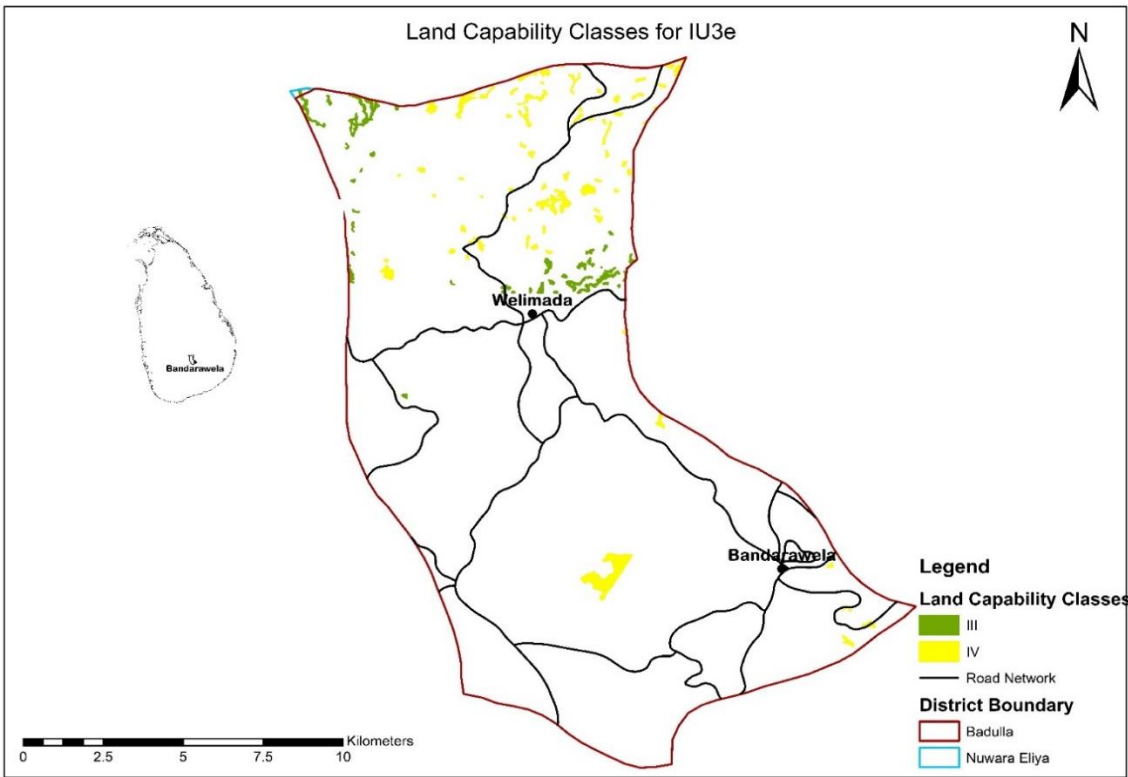 Land Capability Classes for IU3e
N
Welimada
Bandarawela
Bandarawela
Legend
Land Capability Classes
III
IV
Road Network
District Boundary
Badulla
Nuwara Eliya
Kilometers
0 2.5 5 7.5 10